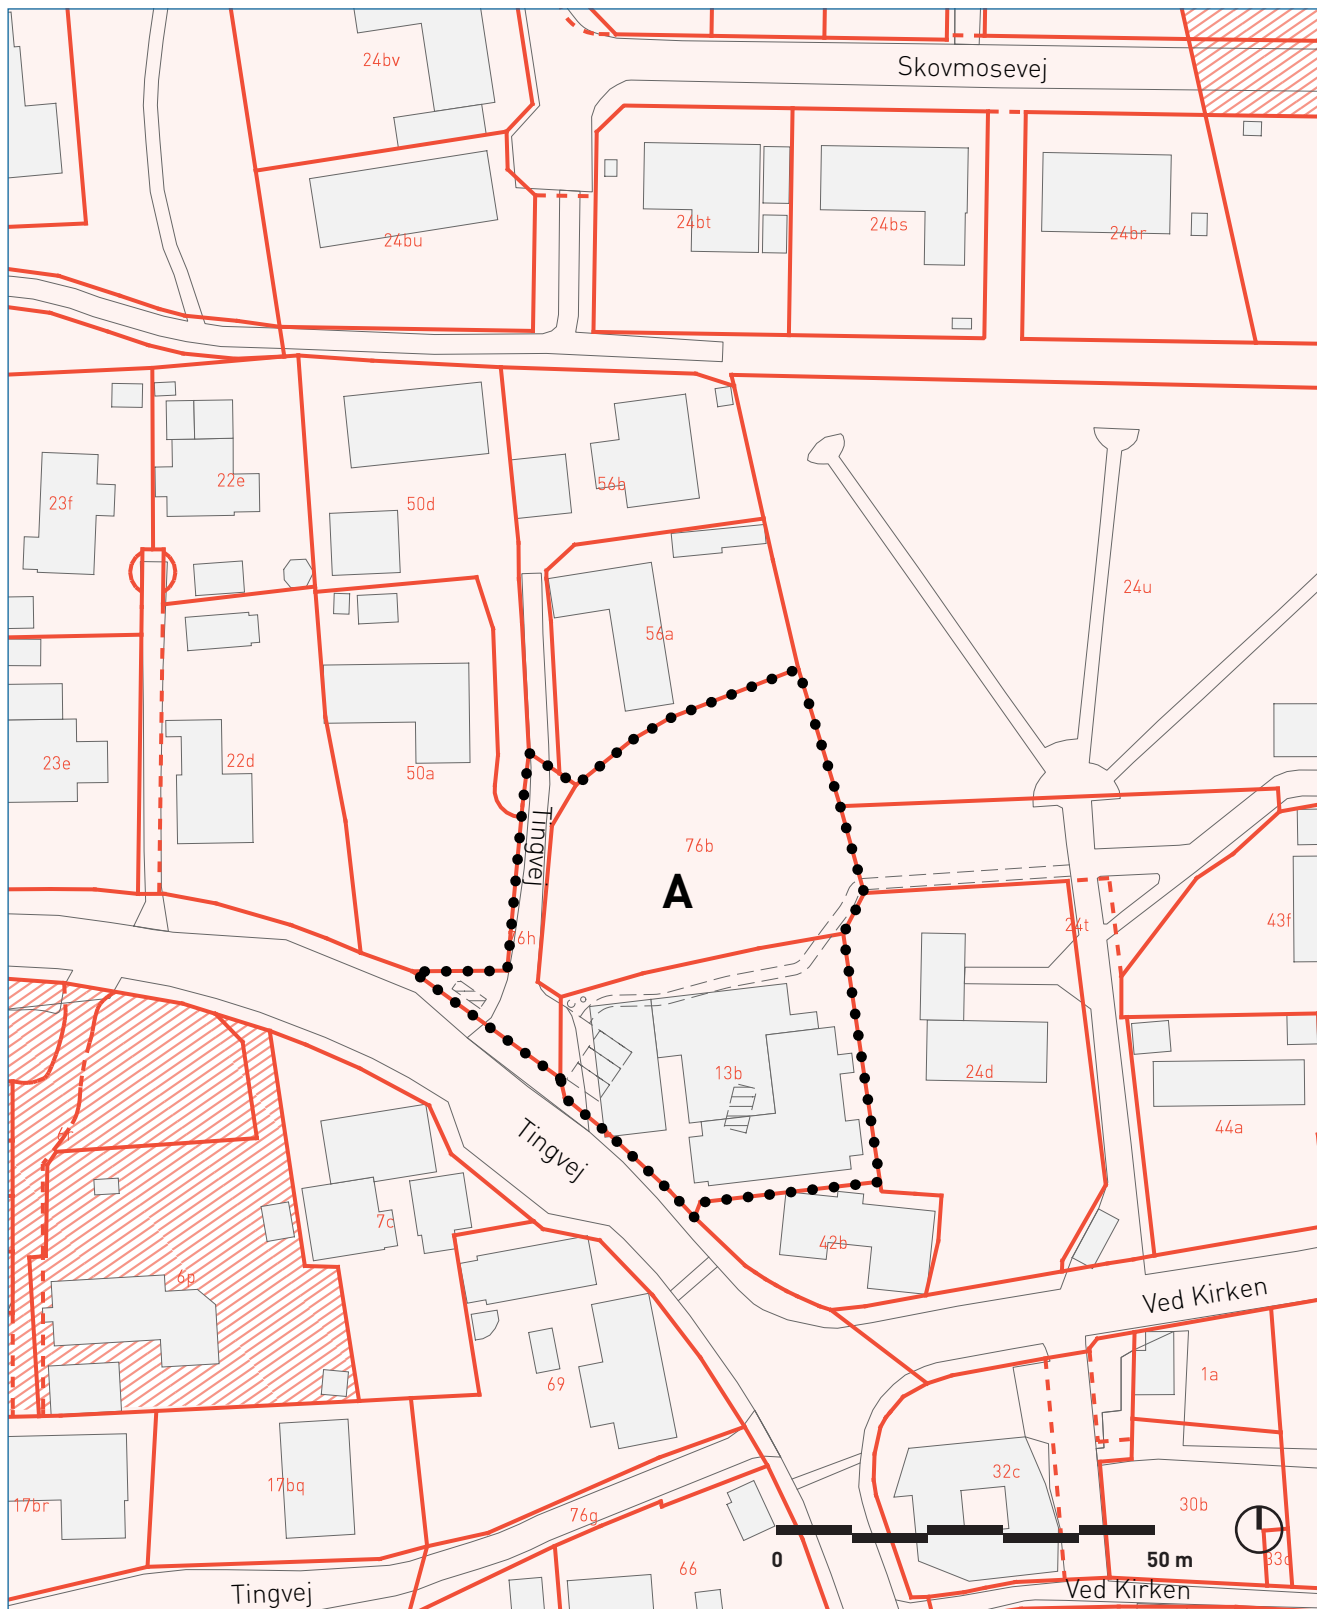 24bv
Skovmosevej
24bu
24bt
24bs
24br
23f
22e
50d
56b
24u
56a
23e
22d
50a
Tingvej
76b
A
76h
24t
43f
13b
24d
44a
Tingvej
7c
42b
6p
Ved Kirken
69
1a
32c
17br
17bq
76g
30b
0
50 m
66
Tingvej
Ved Kirken